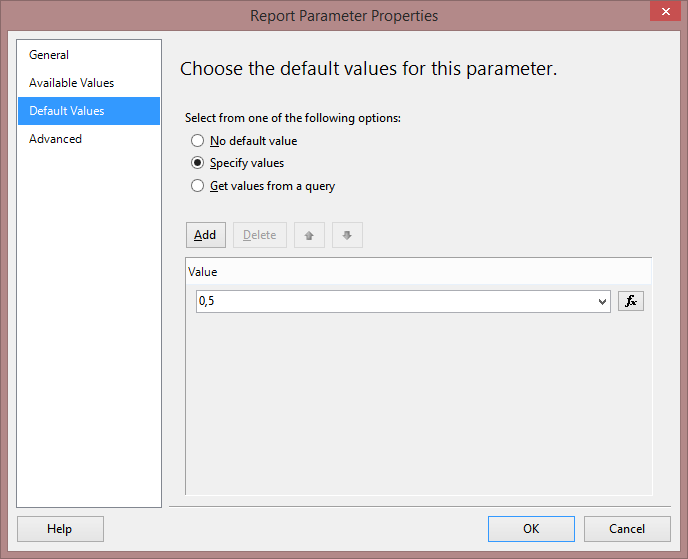 Report Parameter Properties
General
Available Values
Default Values
Advanced
Choose the default values for this parameter.
Select from one of the following options:
No default value
Specify values
Get values from a query
Add
Delete
Value
0,5
fx
Help
OK
Cancel